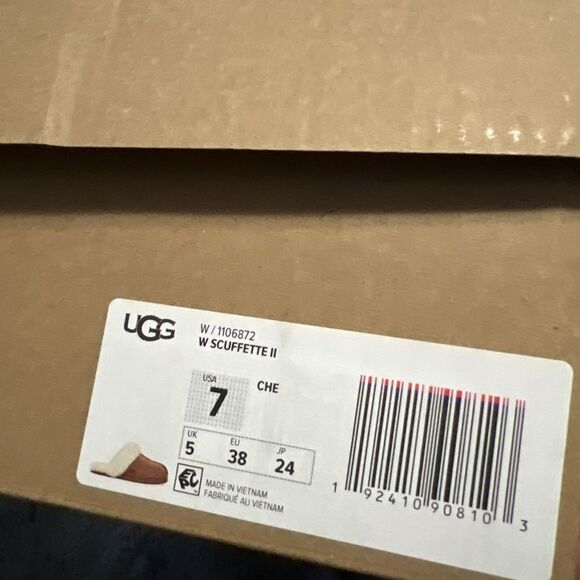 UGG
W / 1106872
W SCUFFETTE II
USA
7
CHE
UK
5
EU
38
JP
24
MADE IN VIETNAM
FABRIQUÉ AU VIETNAM
1 92410 90810 3